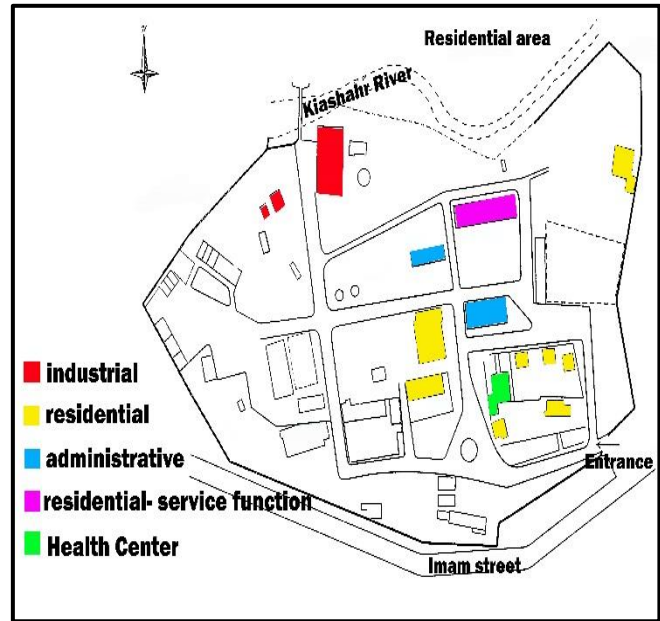 Residential area
Kiashahr River
industrial
residential
administrative
residential- service function
Health Center
Entrance
Imam street